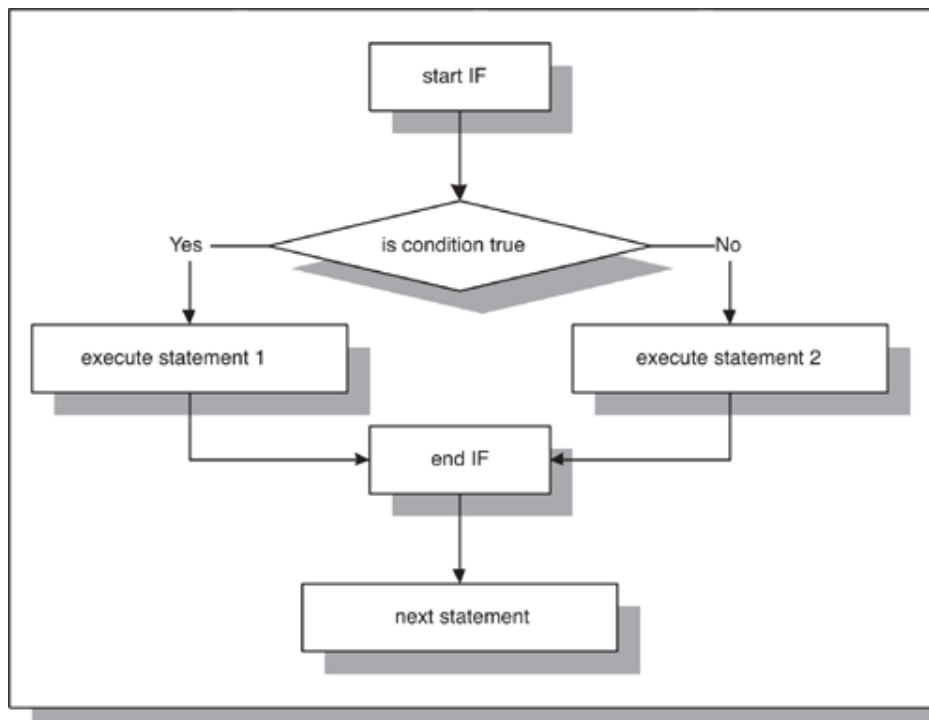 start IF
is condition true
Yes
No
execute statement 1
execute statement 2
end IF
next statement